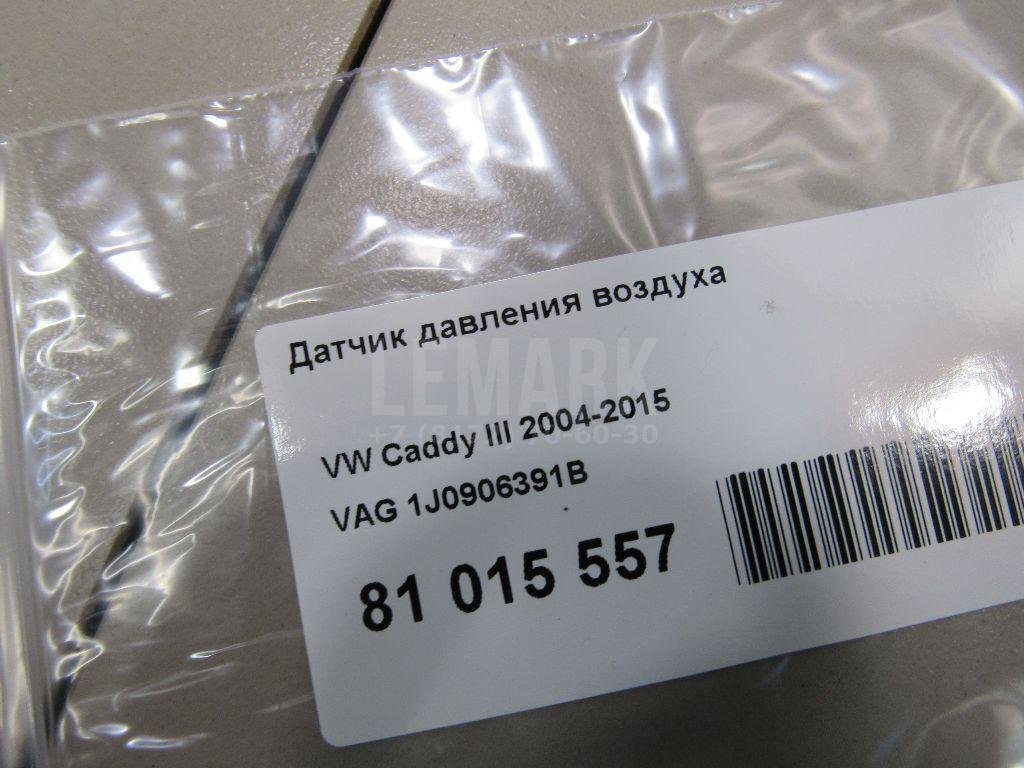 Датчик давления воздуха
LEMARK
VW Caddy III 2004-2015
VAG 1J0906391B
81 015 557